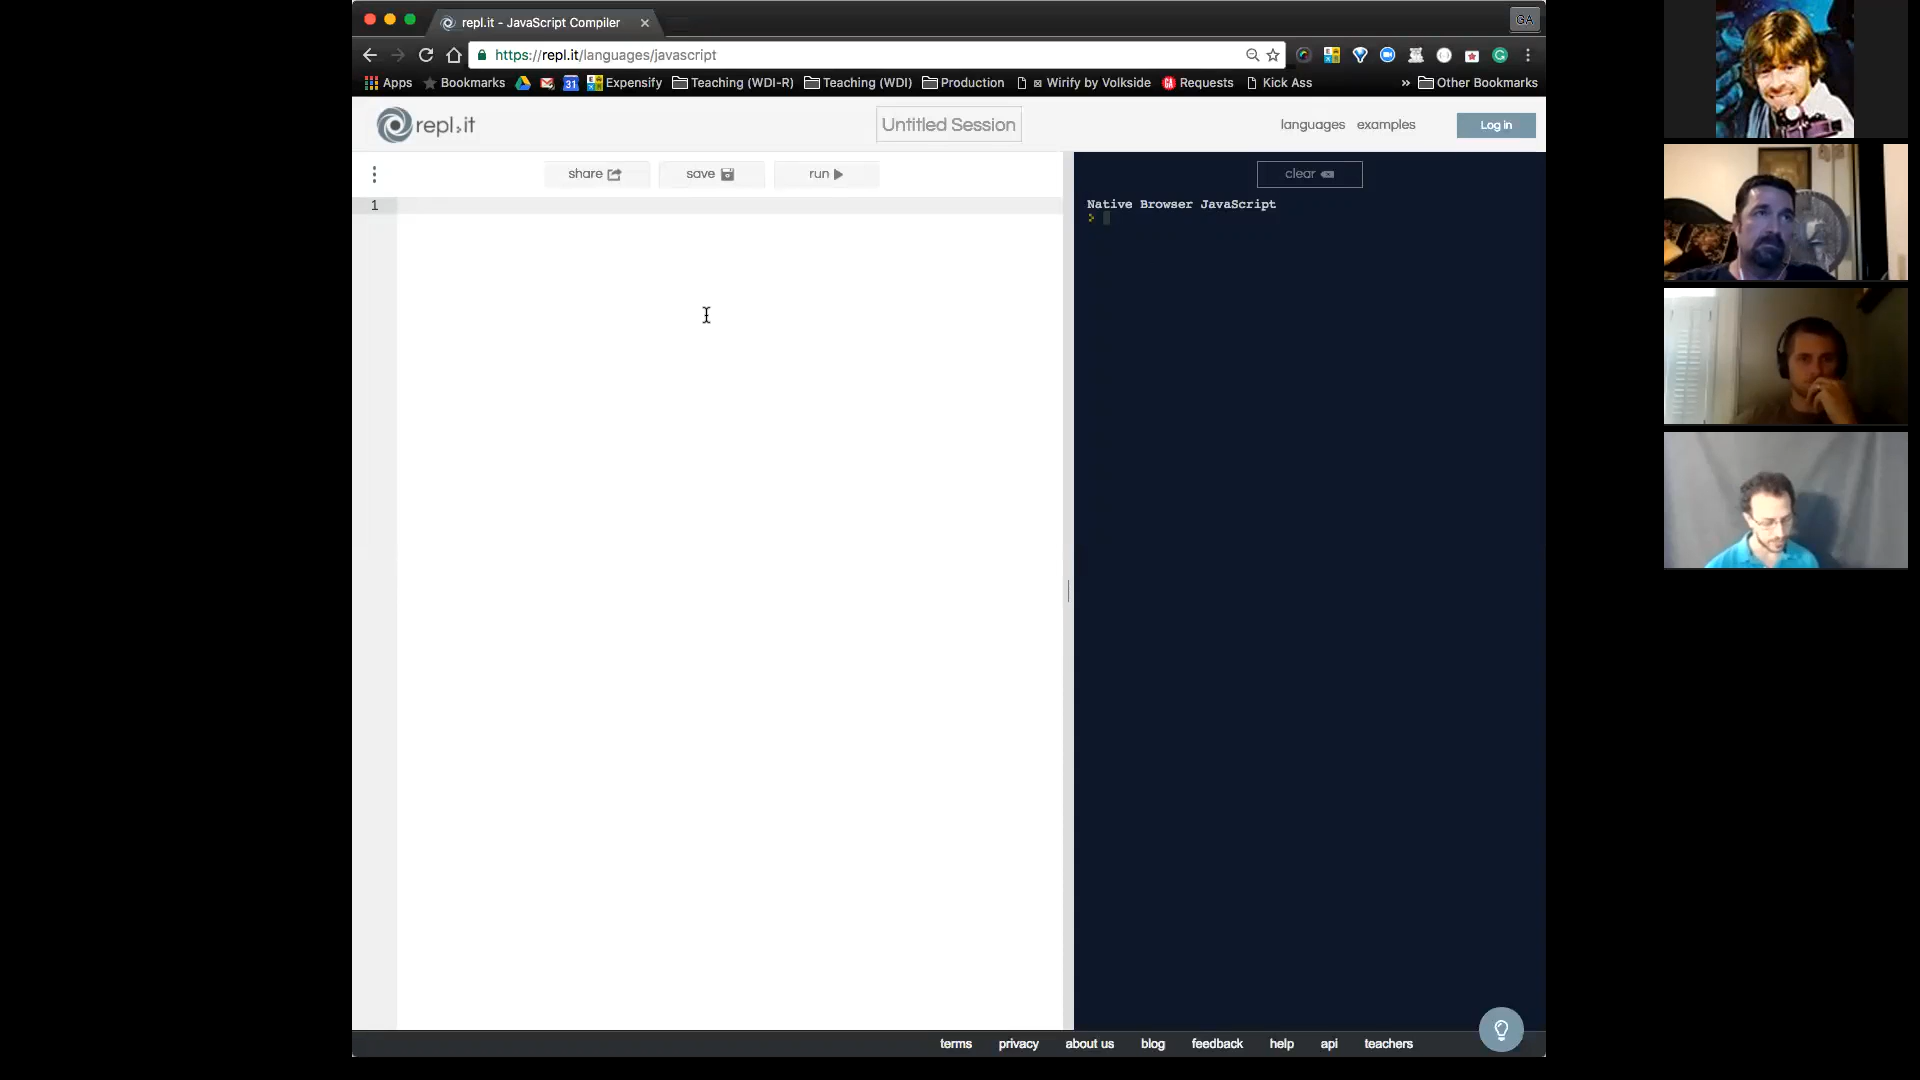 repl.it - JavaScript Compiler
GA
https://repl.it/languages/javascript
Apps Bookmarks 31 Expensify Teaching (WDI-R) Teaching (WDI) Production Wirify by Volkside GA Requests Kick Ass » Other Bookmarks
repl.it Untitled Session languages examples Log in
share save run clear
1
Native Browser JavaScript
terms privacy about us blog feedback help api teachers